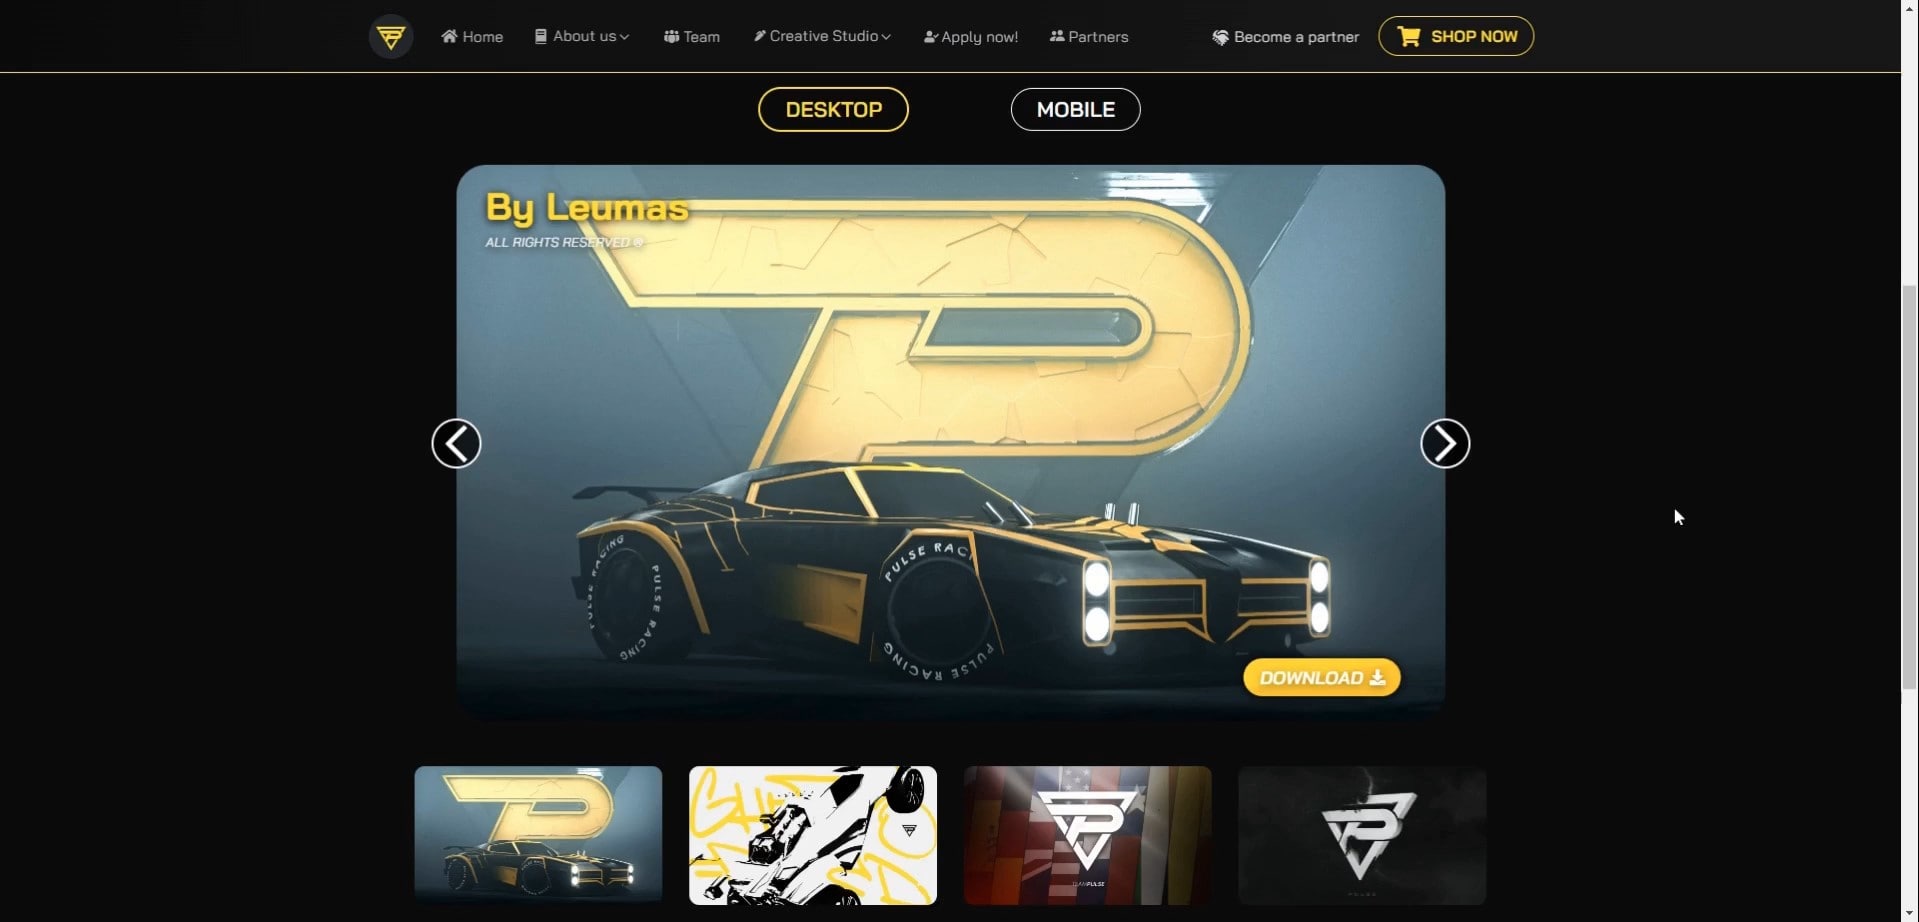 Home
About us
Team
Creative Studio
Apply now!
Partners
Become a partner
SHOP NOW
DESKTOP
MOBILE
By Leumas
ALL RIGHTS RESERVED ®
PULSE RACING
PULSE RACING
PULSE RACING
PULSE RACING
DOWNLOAD